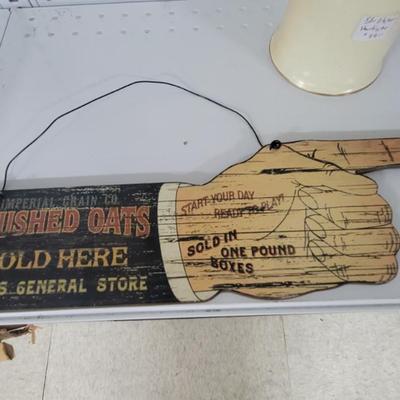 IMPERIAL GRAIN CO.
USHED OATS
OLD HERE
S GENERAL STORE
START YOUR DAY
READY TO PLAY!
SOLD IN
ONE POUND
BOXES